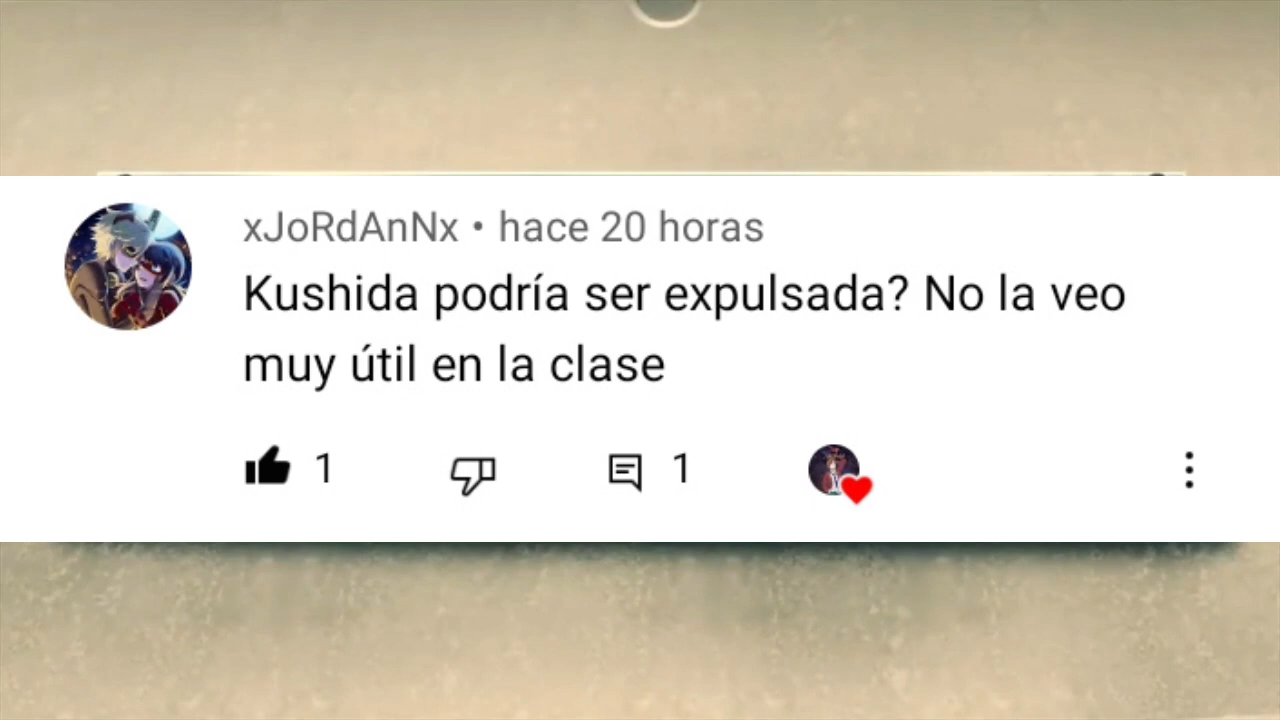 xJoRdAnNx • hace 20 horas
Kushida podría ser expulsada? No la veo
muy útil en la clase
1 1